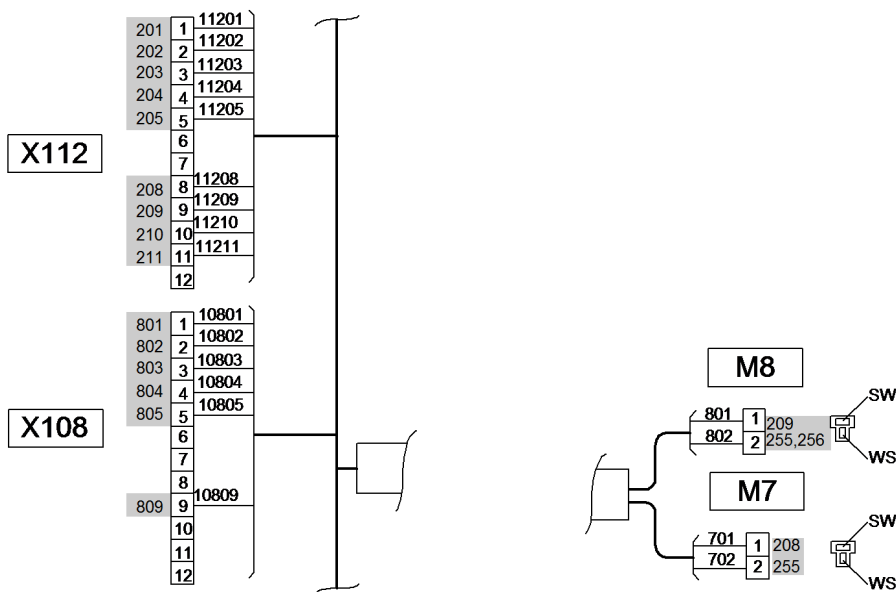 201 1 11201
202 2 11202
203 3 11203
204 4 11204
205 5 11205
6
X112
7
208 8 11208
209 9 11209
210 10 11210
211 11 11211
12
801 1 10801
802 2 10802
803 3 10803
804 4 10804
805 5 10805
X108
6
7
8
809 9 10809
10
11
12
M8
SW
801 1 209
802 2 255,256
WS
M7
SW
701 1 208
702 2 255
WS